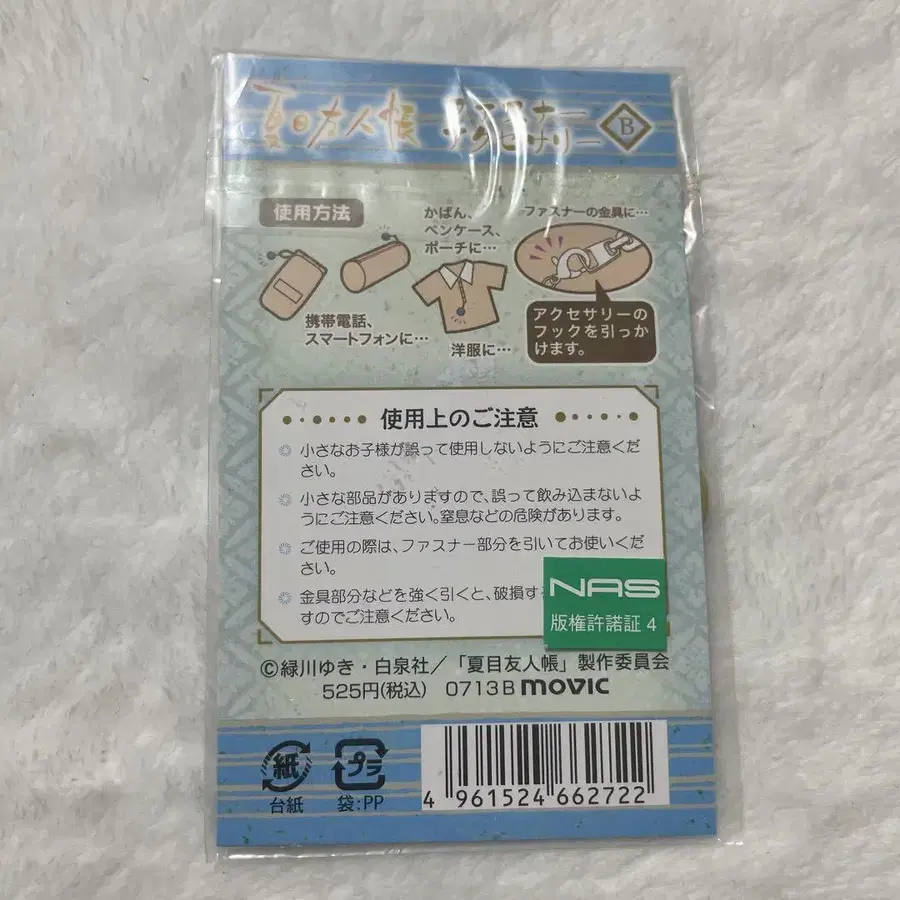 夏目友人帳
ファスナー
アクセサリー
B
使用方法
かばん、
ペンケース、
ポーチに…
ファスナーの金具に…
携帯電話、
スマートフォンに…
洋服に…
アクセサリーの
フックを引っか
けます。
使用上のご注意
小さなお子様が誤って使用しないようにご注意くだ
さい。
小さな部品がありますので、誤って飲み込まないよ
うにご注意ください。窒息などの危険があります。
ご使用の際は、ファスナー部分を引いてお使いくだ
さい。
金具部分などを強く引くと、破損する
すのでご注意ください。
NAS
版権許諾証 4
©緑川ゆき・白泉社/「夏目友人帳」製作委員会
525円(税込) 0713B movic
紙
台紙
プラ
袋:PP
4 961524 662722